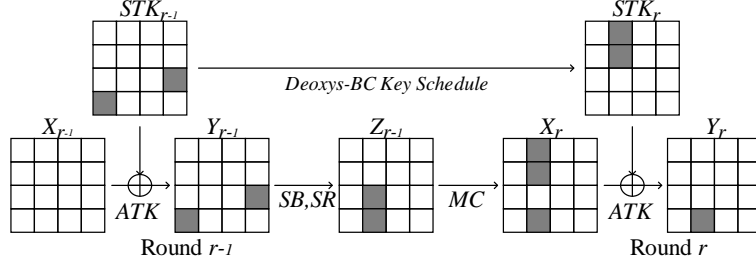 STK_{r-1} STK_r
Deoxys-BC Key Schedule
X_{r-1} Y_{r-1} Z_{r-1} X_r Y_r
ATK SB,SR MC ATK
Round r-1 Round r